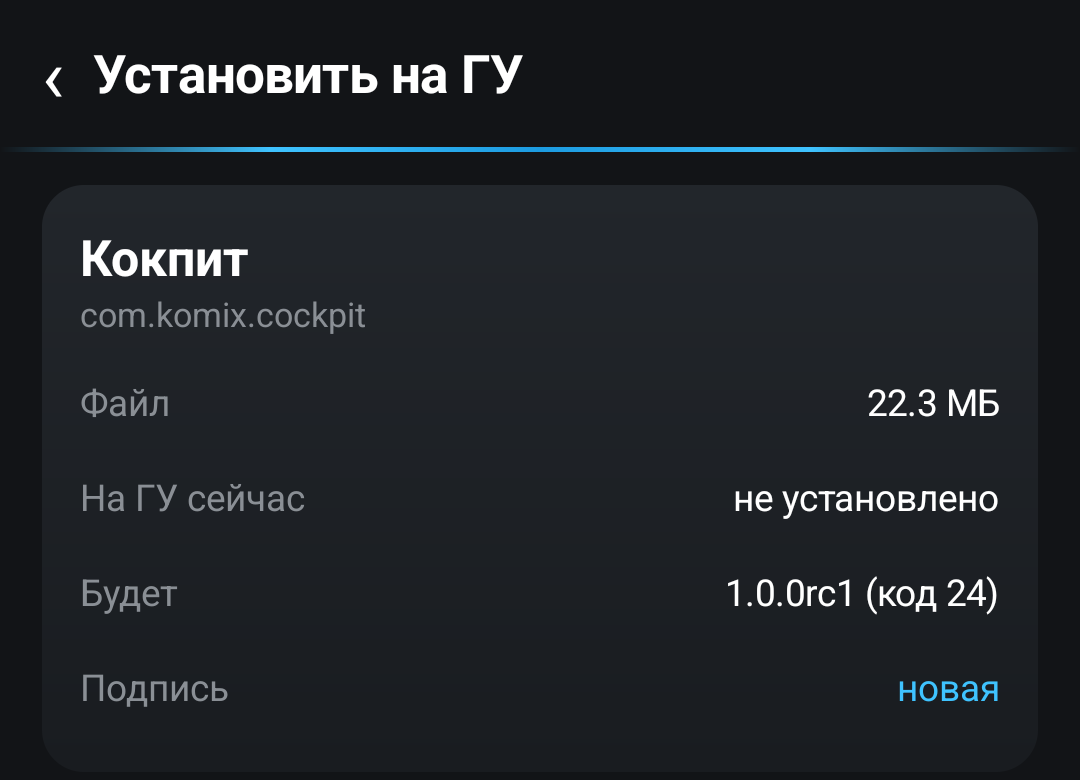 ‹ Установить на ГУ
Кокпит
com.komix.cockpit
Файл 22.3 МБ
На ГУ сейчас не установлено
Будет 1.0.0rc1 (код 24)
Подпись новая